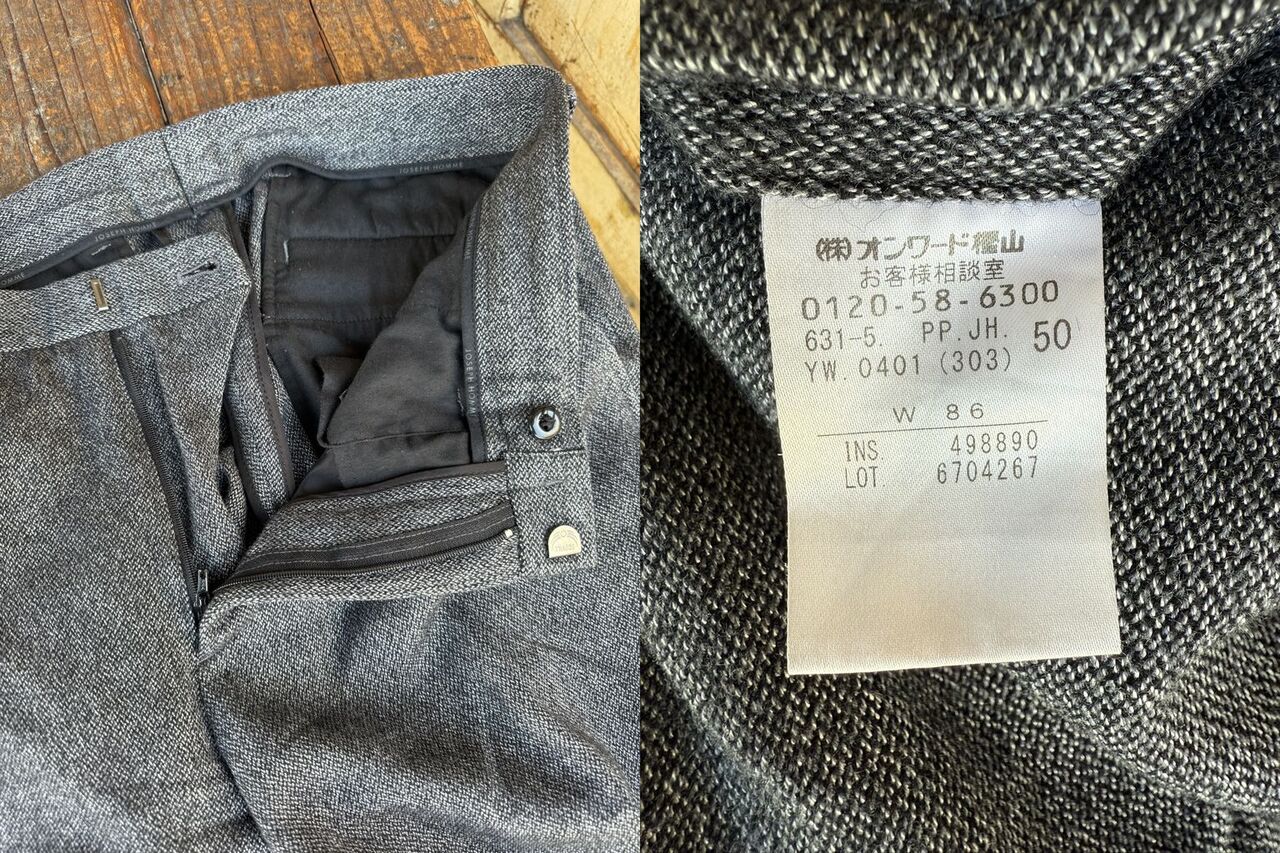 JOSEPH HOMME
JOSEPH HOM
(株)オンワード樫山
お客様相談室
0120-58-6300
631-5. PP.JH. 50
YW. 0401 (303)
W 86
INS. 498890
LOT. 6704267